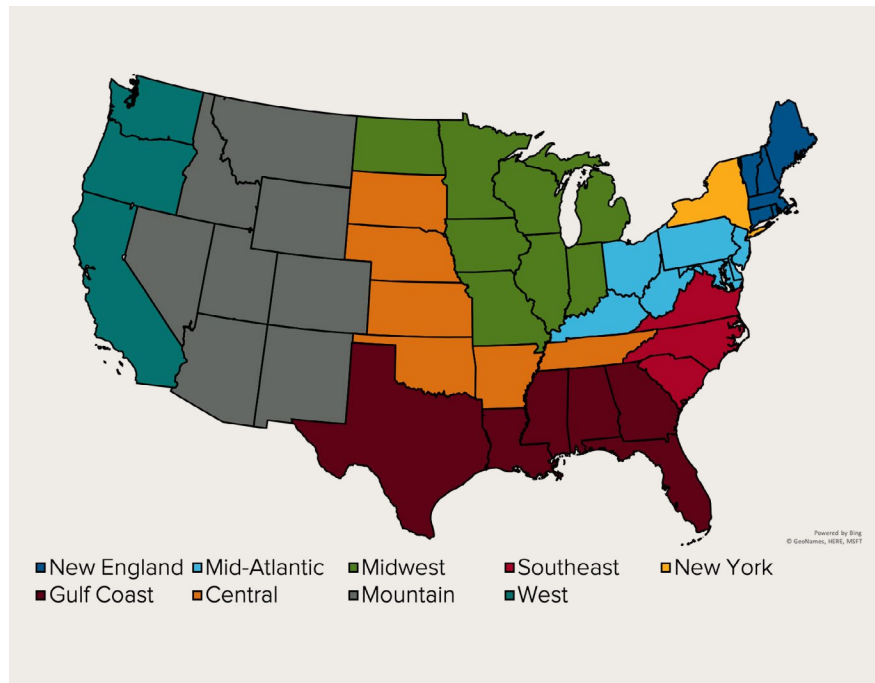 Powered by Bing
© GeoNames, HERE, MSFT
New England Mid-Atlantic Midwest Southeast New York
Gulf Coast Central Mountain West